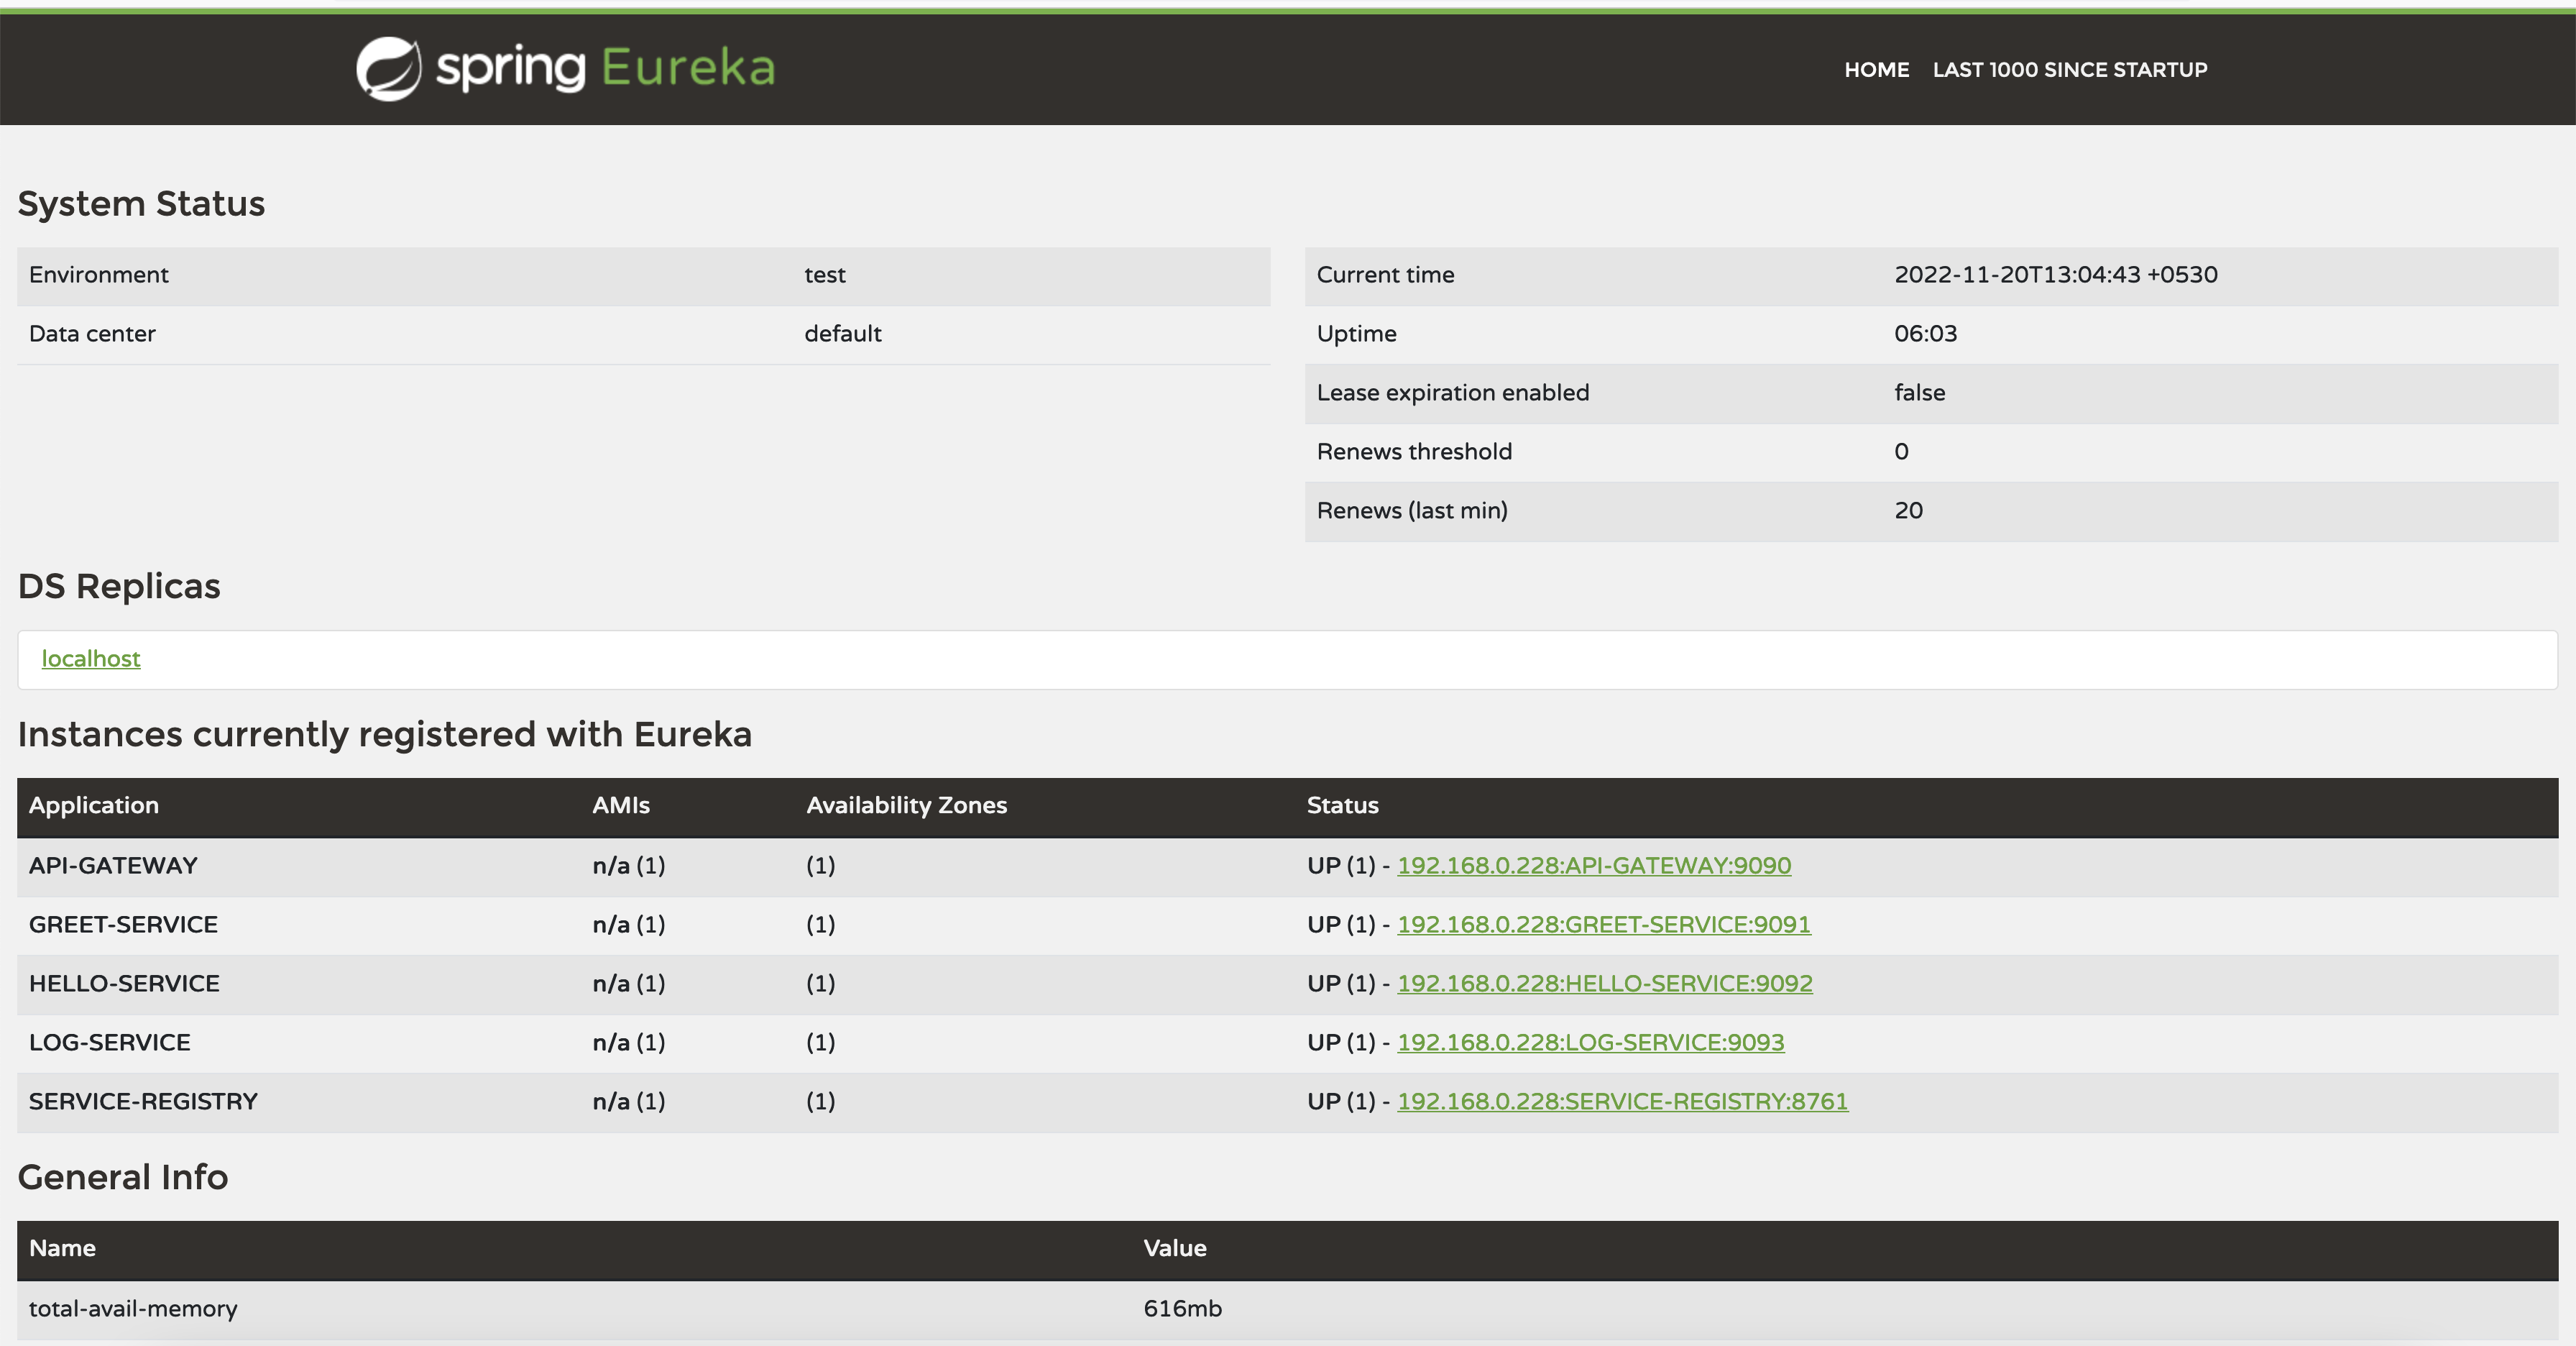 spring Eureka
HOME LAST 1000 SINCE STARTUP
System Status
Environment test
Data center default
Current time 2022-11-20T13:04:43 +0530
Uptime 06:03
Lease expiration enabled false
Renews threshold 0
Renews (last min) 20
DS Replicas
localhost
Instances currently registered with Eureka
Application AMIs Availability Zones Status
API-GATEWAY n/a (1) (1) UP (1) - 192.168.0.228:API-GATEWAY:9090
GREET-SERVICE n/a (1) (1) UP (1) - 192.168.0.228:GREET-SERVICE:9091
HELLO-SERVICE n/a (1) (1) UP (1) - 192.168.0.228:HELLO-SERVICE:9092
LOG-SERVICE n/a (1) (1) UP (1) - 192.168.0.228:LOG-SERVICE:9093
SERVICE-REGISTRY n/a (1) (1) UP (1) - 192.168.0.228:SERVICE-REGISTRY:8761
General Info
Name Value
total-avail-memory 616mb